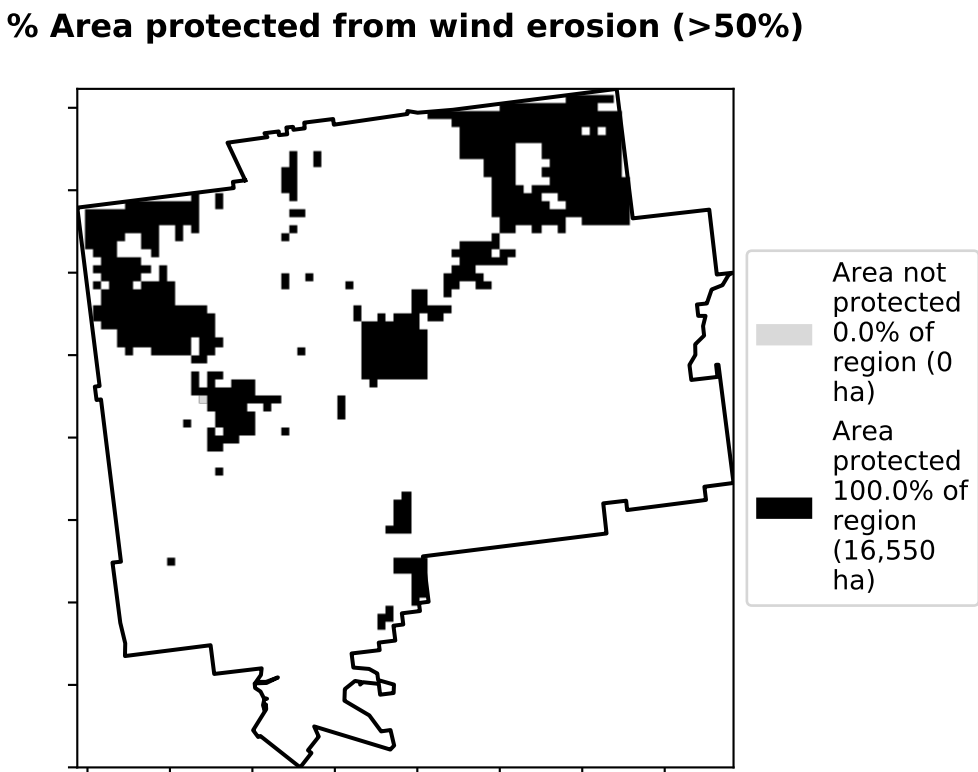 % Area protected from wind erosion (>50%)
Area not
protected
0.0% of
region (0
ha)
Area
protected
100.0% of
region
(16,550
ha)